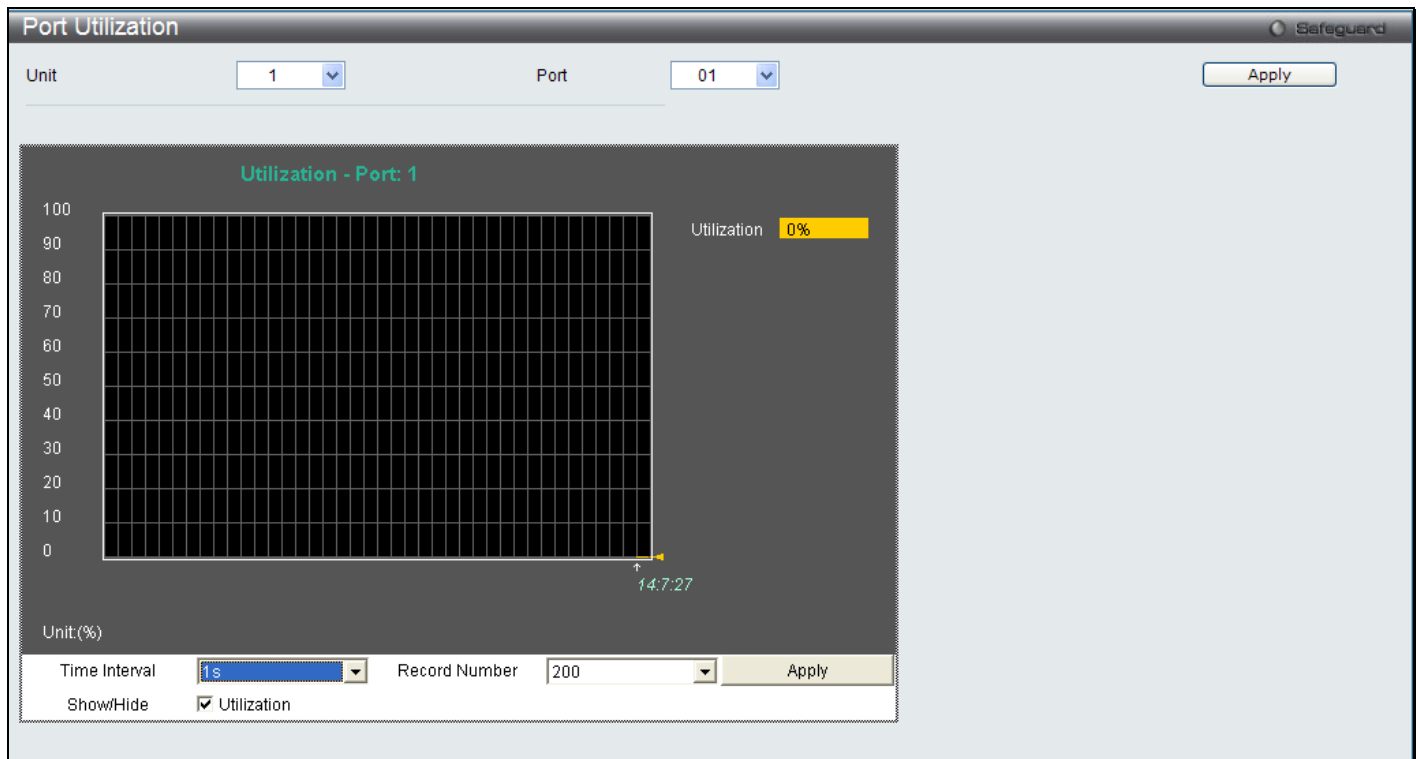 Port Utilization
Safeguard
Unit 1 Port 01 Apply
Utilization - Port: 1
100
Utilization 0%
90
80
70
60
50
40
30
20
10
0
14:7:27
Unit:(%)
Time Interval 1s Record Number 200 Apply
Show/Hide Utilization